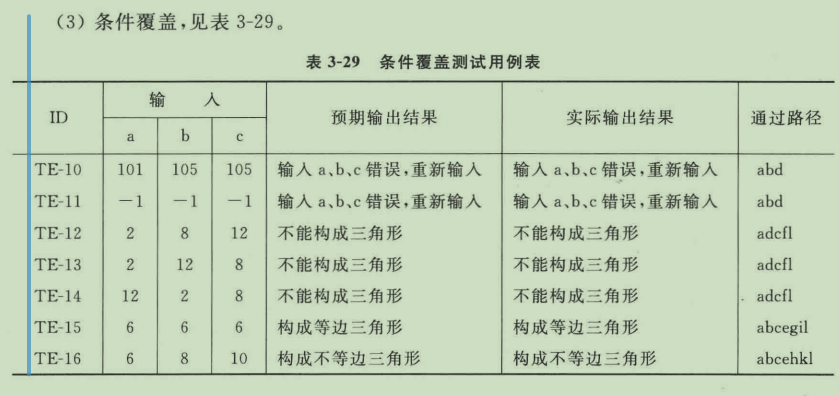 (3) 条件覆盖,见表 3-29。
表 3-29 条件覆盖测试用例表
ID 输 入 预期输出结果 实际输出结果 通过路径
a b c
TE-10 101 105 105 输入 a、b、c 错误,重新输入 输入 a、b、c 错误,重新输入 abd
TE-11 －1 －1 －1 输入 a、b、c 错误,重新输入 输入 a、b、c 错误,重新输入 abd
TE-12 2 8 12 不能构成三角形 不能构成三角形 adcfl
TE-13 2 12 8 不能构成三角形 不能构成三角形 adcfl
TE-14 12 2 8 不能构成三角形 不能构成三角形 adcfl
TE-15 6 6 6 构成等边三角形 构成等边三角形 abcegil
TE-16 6 8 10 构成不等边三角形 构成不等边三角形 abcehkl